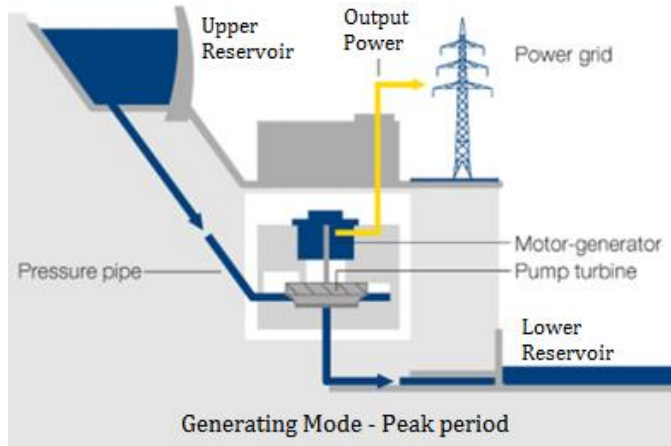 Upper
Reservoir
Output
Power
Power grid
Motor-generator
Pressure pipe
Pump turbine
Lower
Reservoir
Generating Mode - Peak period